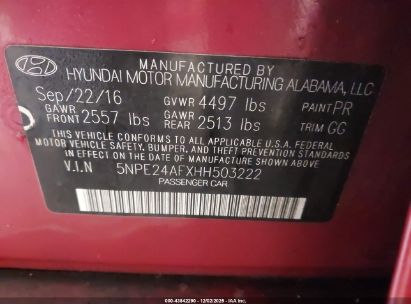 MANUFACTURED BY
HYUNDAI MOTOR MANUFACTURING ALABAMA, LLC
Sep/22/16 GVWR 4497 lbs PAINT PR
GAWR FRONT 2557 lbs GAWR REAR 2513 lbs TRIM GG
THIS VEHICLE CONFORMS TO ALL APPLICABLE U.S.A. FEDERAL
MOTOR VEHICLE SAFETY, BUMPER, AND THEFT PREVENTION STANDARDS
IN EFFECT ON THE DATE OF MANUFACTURE SHOWN ABOVE.
V.I.N 5NPE24AFXHH503222
PASSENGER CAR